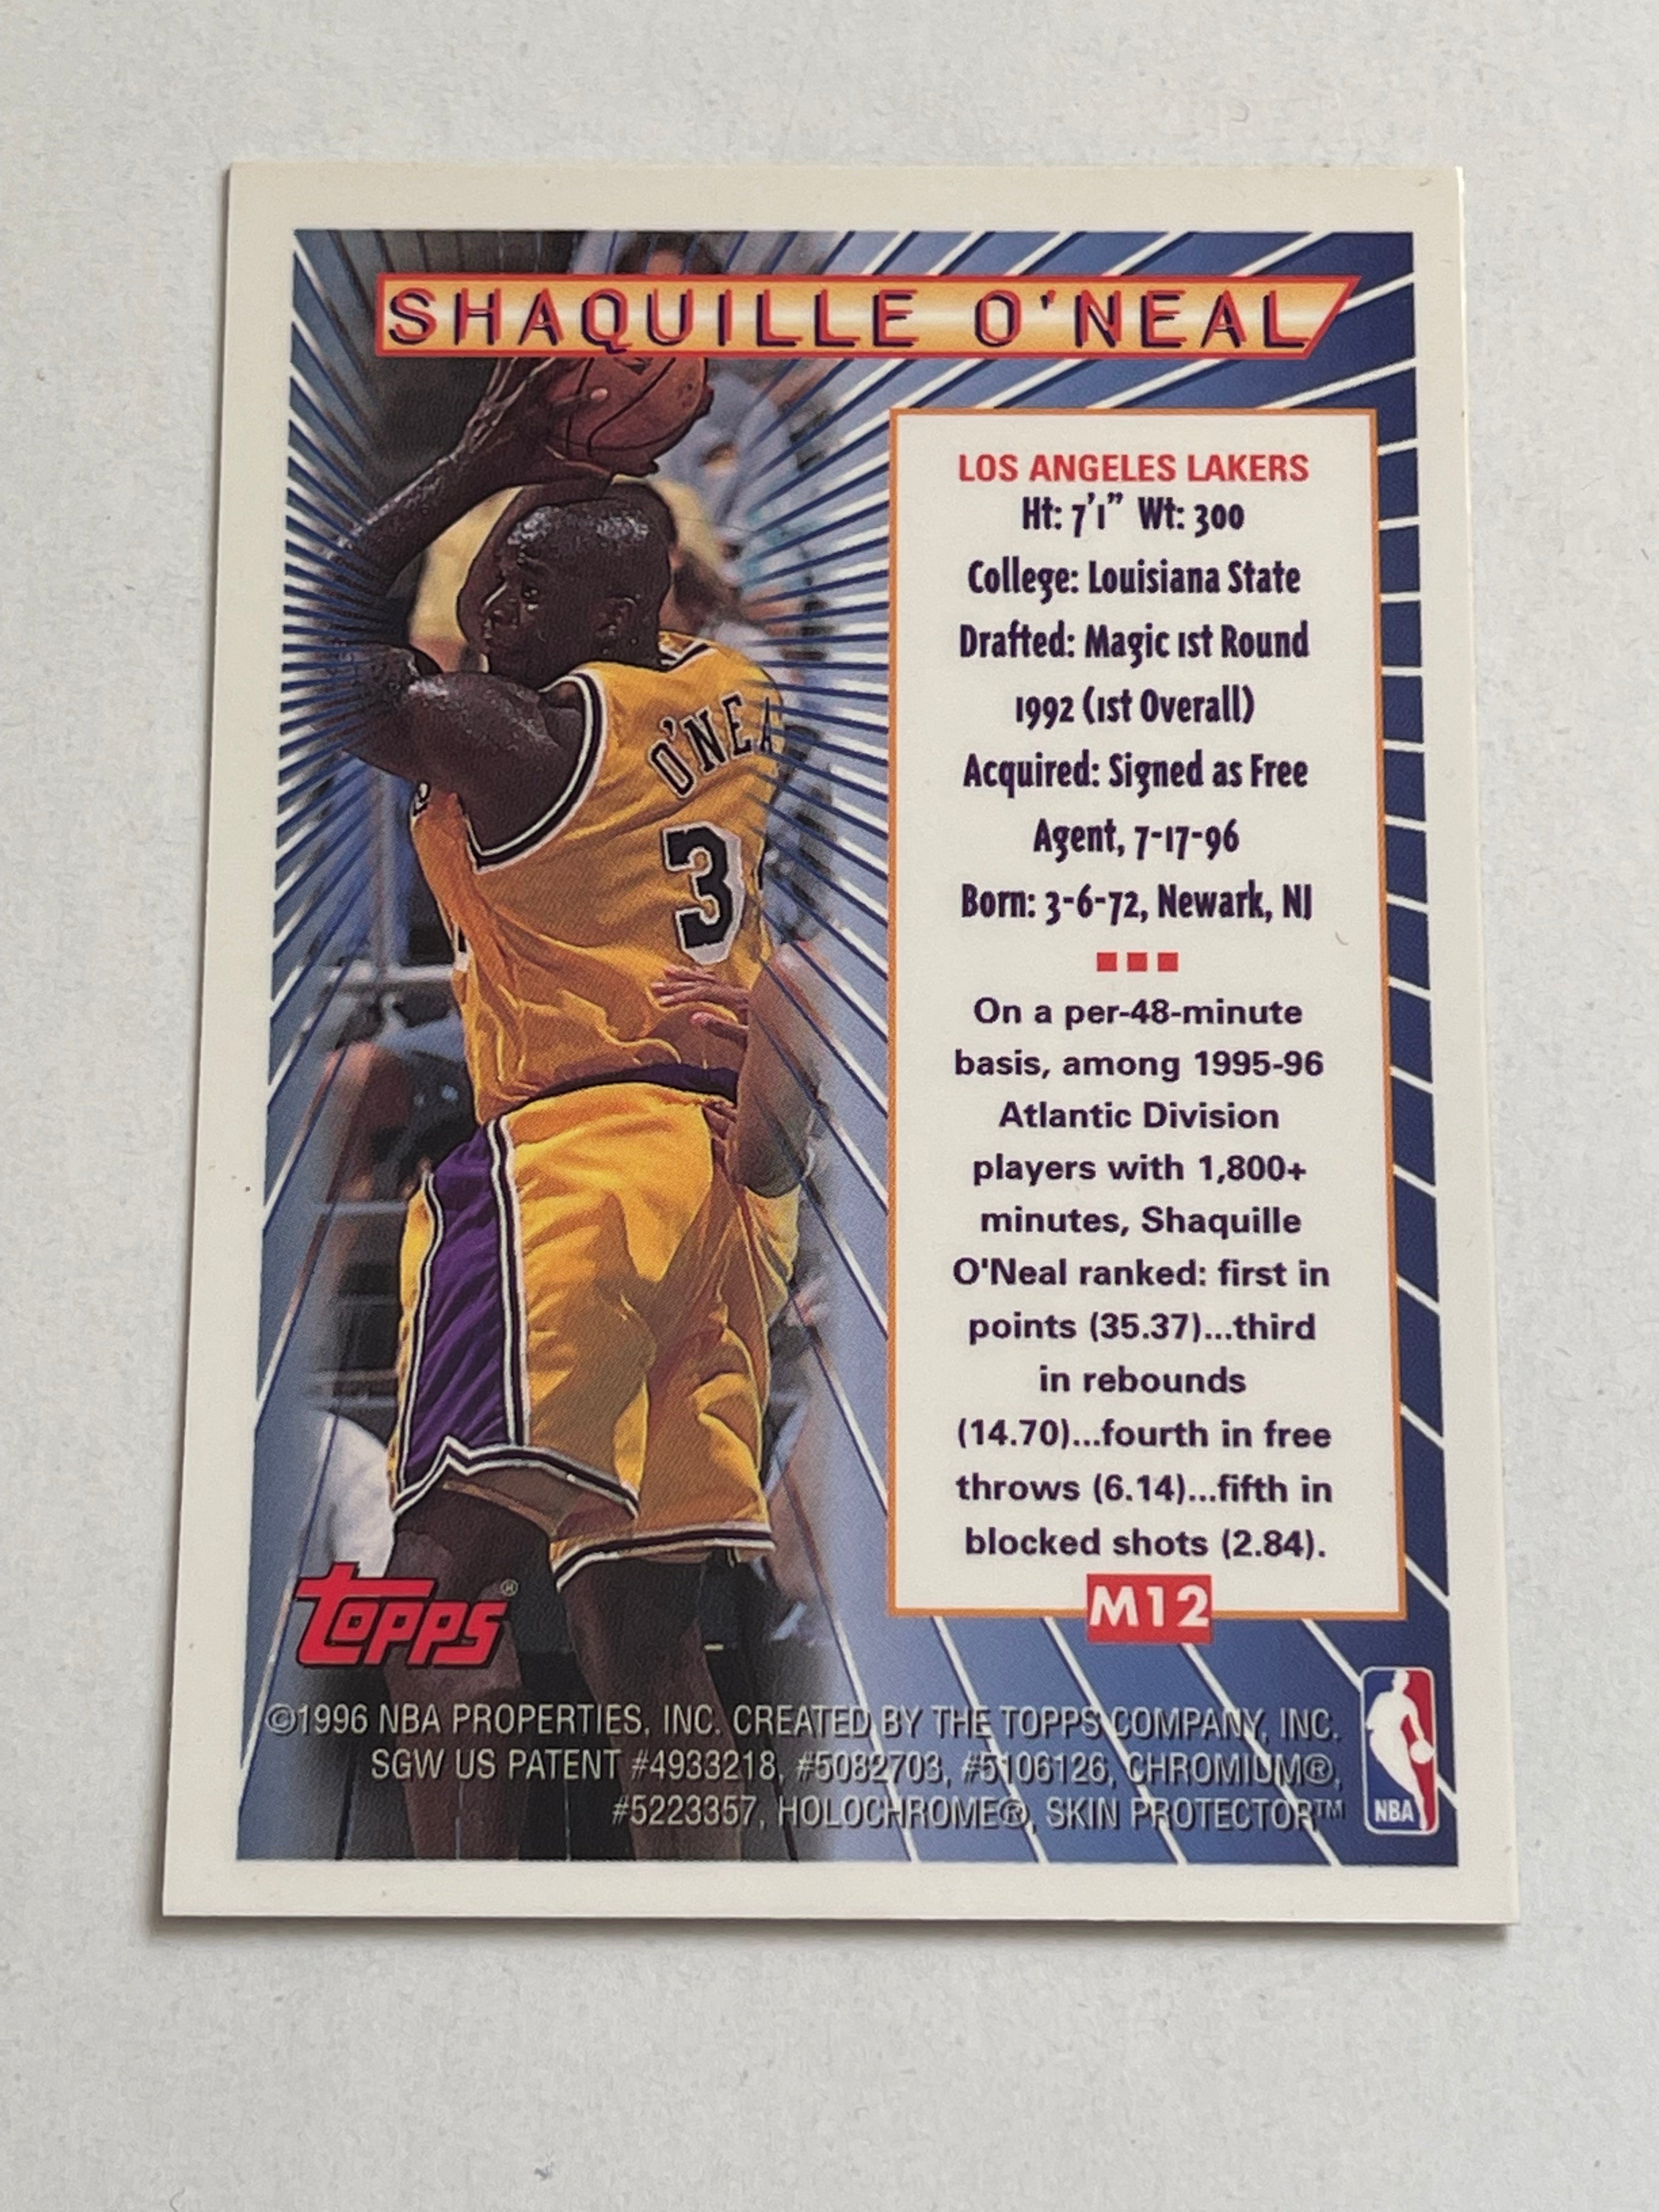 SHAQUILLE O'NEAL
O'NEA
3
LOS ANGELES LAKERS
Ht: 7'1” Wt: 300
College: Louisiana State
Drafted: Magic 1st Round
1992 (1st Overall)
Acquired: Signed as Free
Agent, 7-17-96
Born: 3-6-72, Newark, NJ
On a per-48-minute
basis, among 1995-96
Atlantic Division
players with 1,800+
minutes, Shaquille
O'Neal ranked: first in
points (35.37)...third
in rebounds
(14.70)...fourth in free
throws (6.14)...fifth in
blocked shots (2.84).
M12
TOPPS®
©1996 NBA PROPERTIES, INC. CREATED BY THE TOPPS COMPANY, INC.
SGW US PATENT #4933218, #5082703, #5106126, CHROMIUM®,
#5223357, HOLOCHROME®, SKIN PROTECTOR™
NBA